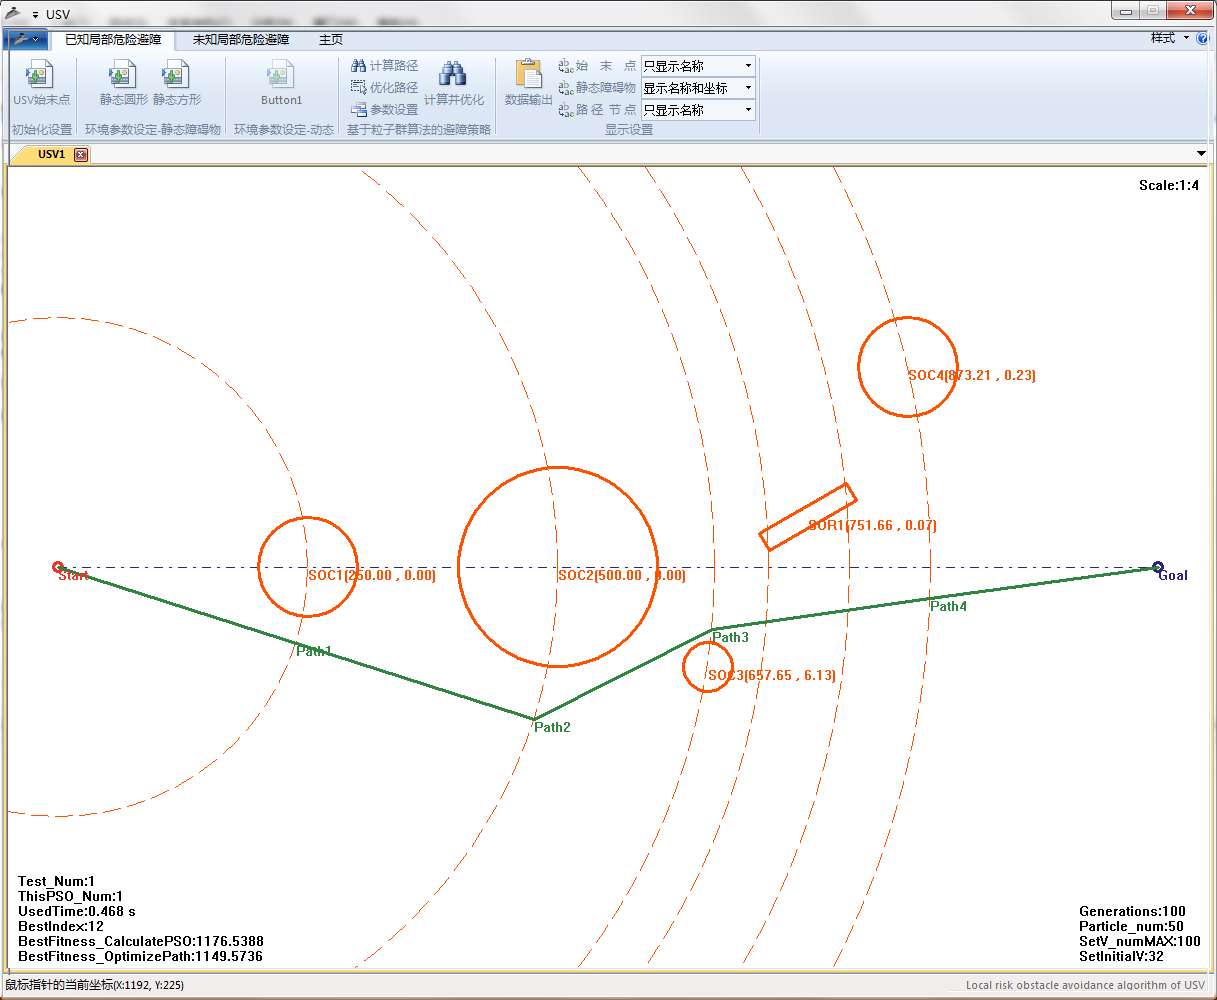 USV
已知局部危险避障 未知局部危险避障 主页 样式
USV始末点 静态圆形 静态方形 Button1 计算路径 优化路径 参数设置 计算并优化 数据输出
始 末 点 只显示名称
静态障碍物 显示名称和坐标
路 径 节 点 只显示名称
初始化设置 环境参数设定-静态障碍物 环境参数设定-动态 基于粒子群算法的避障策略 显示设置
USV1
Scale:1:4
SOC4(873.21 , 0.23)
SOR1(751.66 , 0.07)
Start
SOC1(250.00 , 0.00)
SOC2(500.00 , 0.00)
Goal
Path4
Path3
Path1
SOC3(657.65 , 6.13)
Path2
Test_Num:1
ThisPSO_Num:1
UsedTime:0.468 s
BestIndex:12
BestFitness_CalculatePSO:1176.5388
BestFitness_OptimizePath:1149.5736
Generations:100
Particle_num:50
SetV_numMAX:100
SetInitialV:32
鼠标指针的当前坐标(X:1192, Y:225)
Local risk obstacle avoidance algorithm of USV